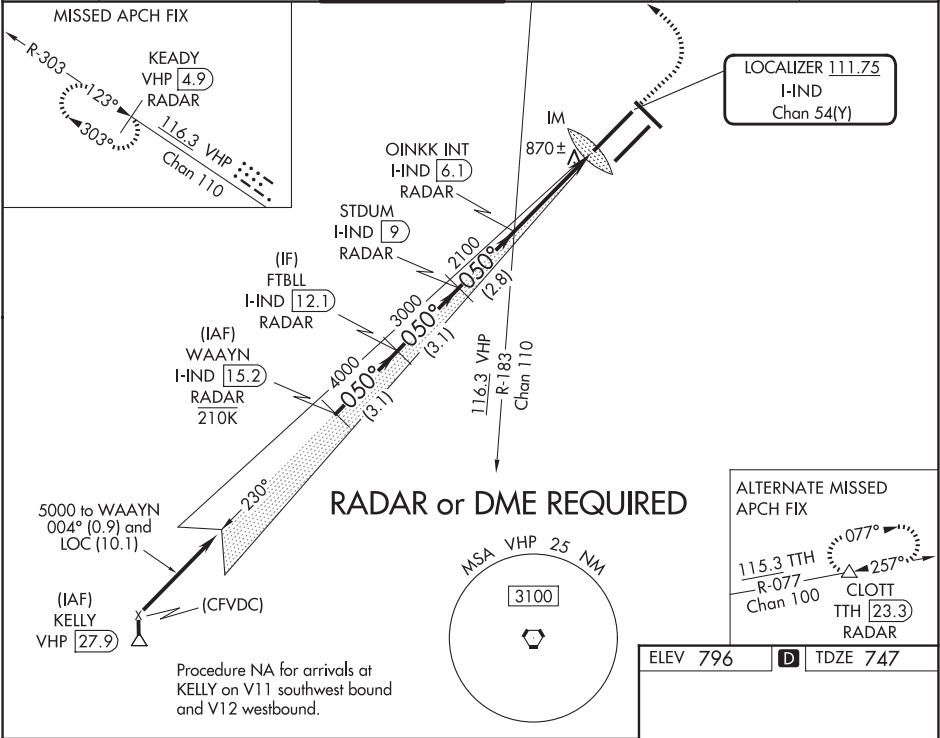 MISSED APCH FIX
R-303
KEADY
VHP 4.9
RADAR
123°
303°
116.3 VHP
Chan 110
LOCALIZER 111.75
I-IND
Chan 54(Y)
IM
870±
OINKK INT
I-IND 6.1
RADAR
STDUM
I-IND 9
RADAR
2100
050°
(2.8)
(IF)
FTBLL
I-IND 12.1
RADAR
3000
050°
(3.1)
(IAF)
WAAYN
I-IND 15.2
RADAR
210K
4000
050°
(3.1)
116.3 VHP
R-183
Chan 110
230°
RADAR or DME REQUIRED
5000 to WAAYN
004° (0.9) and
LOC (10.1)
(IAF)
KELLY
VHP 27.9
(CFVDC)
MSA VHP 25 NM
3100
Procedure NA for arrivals at
KELLY on V11 southwest bound
and V12 westbound.
ALTERNATE MISSED
APCH FIX
077°
257°
115.3 TTH
R-077
Chan 100
CLOTT
TTH 23.3
RADAR
ELEV 796 D TDZE 747